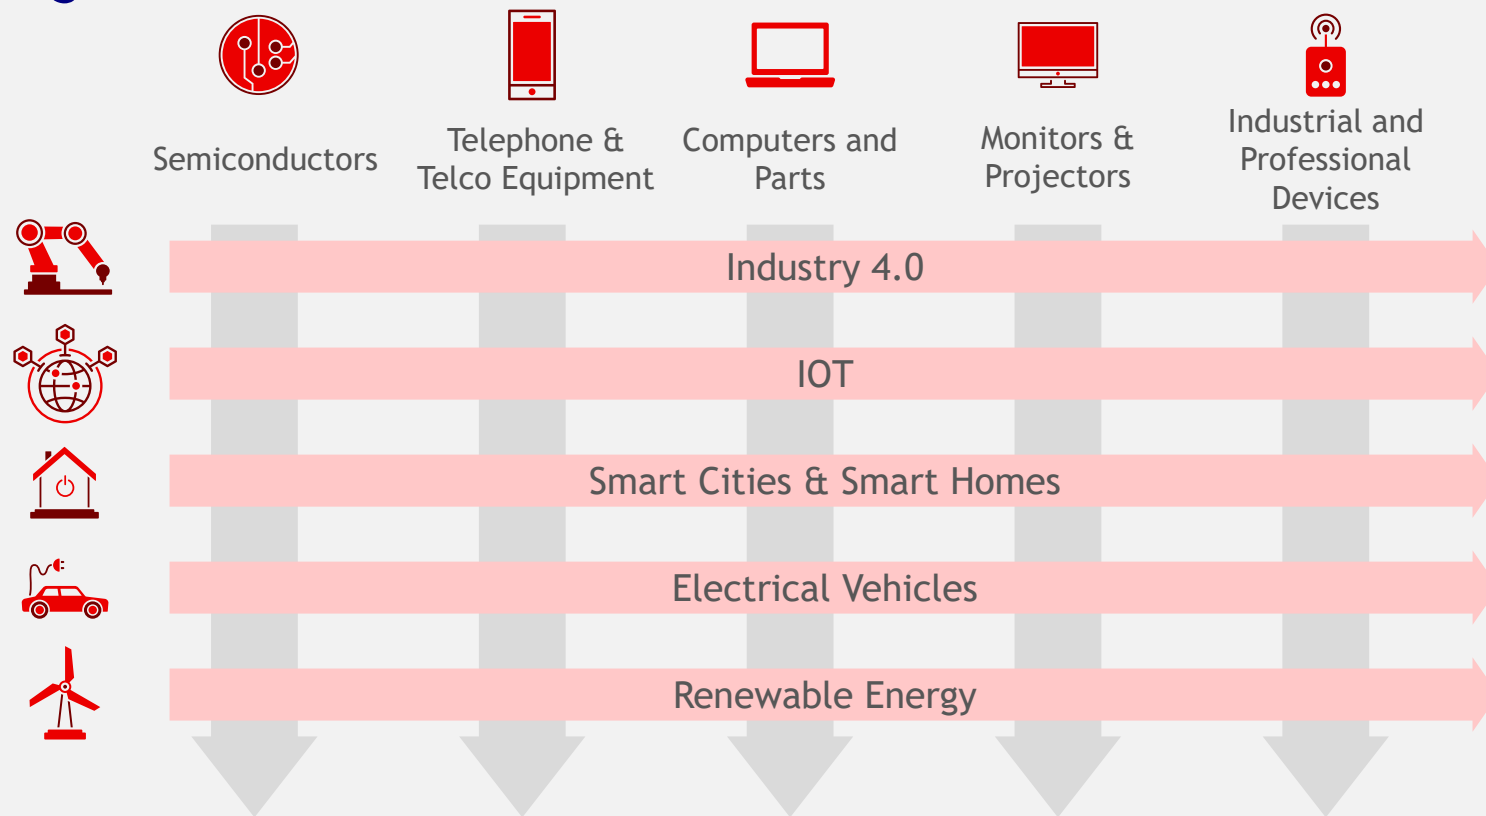 Semiconductors
Telephone &
Telco Equipment
Computers and
Parts
Monitors &
Projectors
Industrial and
Professional
Devices
Industry 4.0
IOT
Smart Cities & Smart Homes
Electrical Vehicles
Renewable Energy